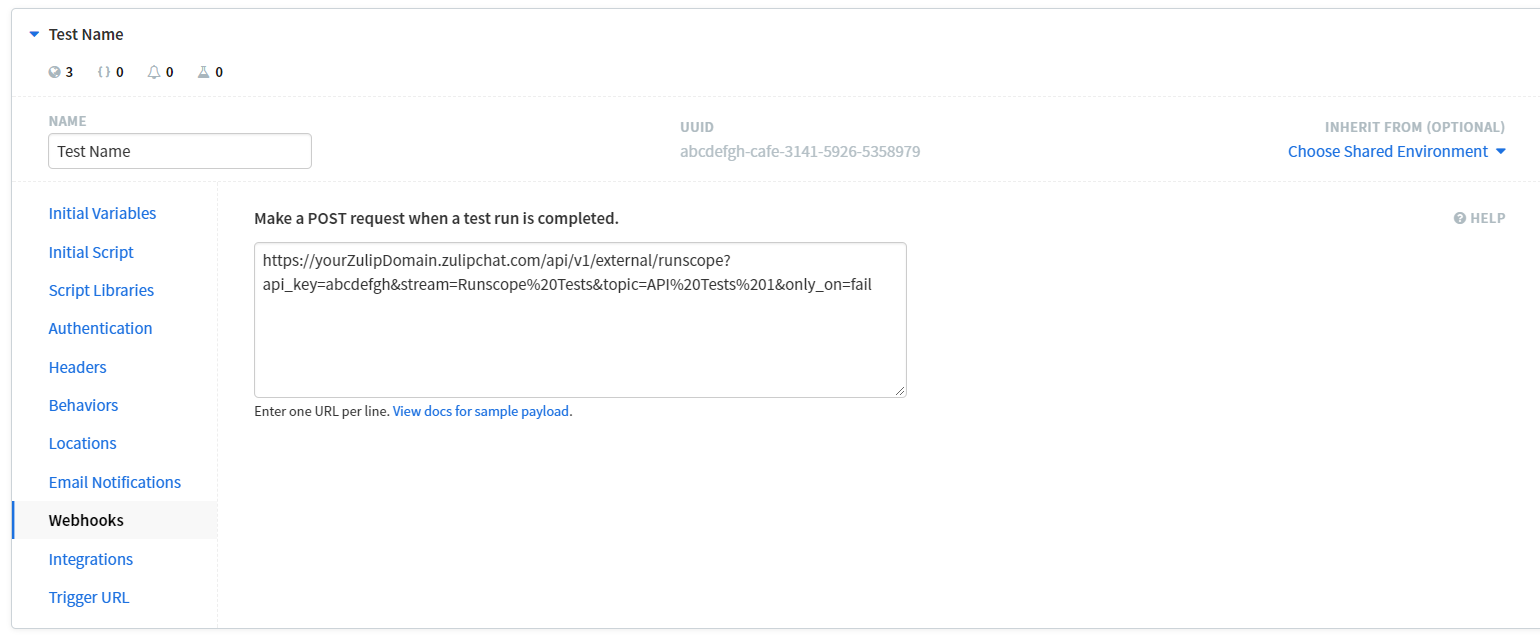 Test Name
3 {} 0 0 0
NAME
Test Name
UUID
abcdefgh-cafe-3141-5926-5358979
INHERIT FROM (OPTIONAL)
Choose Shared Environment
Initial Variables
Initial Script
Script Libraries
Authentication
Headers
Behaviors
Locations
Email Notifications
Webhooks
Integrations
Trigger URL
Make a POST request when a test run is completed.
? HELP
https://yourZulipDomain.zulipchat.com/api/v1/external/runscope?
api_key=abcdefgh&stream=Runscope%20Tests&topic=API%20Tests%201&only_on=fail
Enter one URL per line. View docs for sample payload.